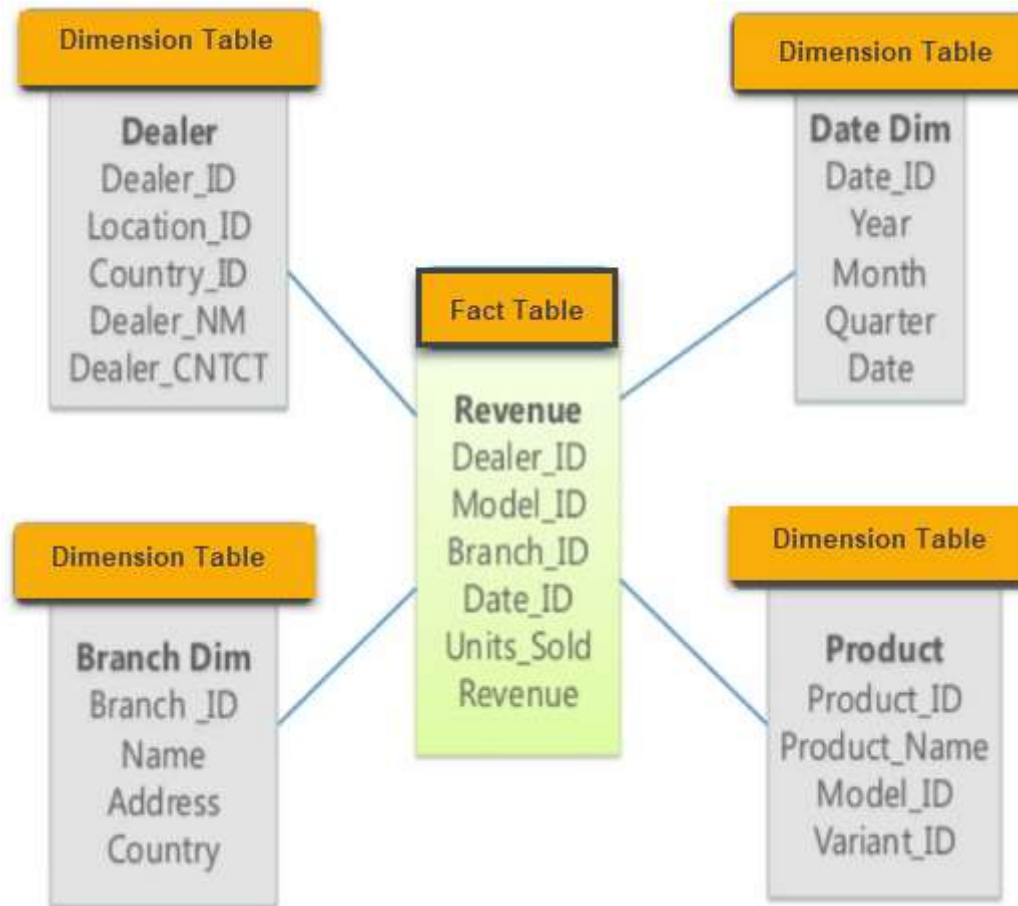 Dimension Table
Dealer
Dealer_ID
Location_ID
Country_ID
Dealer_NM
Dealer_CNTCT
Dimension Table
Date Dim
Date_ID
Year
Month
Quarter
Date
Fact Table
Revenue
Dealer_ID
Model_ID
Branch_ID
Date_ID
Units_Sold
Revenue
Dimension Table
Branch Dim
Branch _ID
Name
Address
Country
Dimension Table
Product
Product_ID
Product_Name
Model_ID
Variant_ID